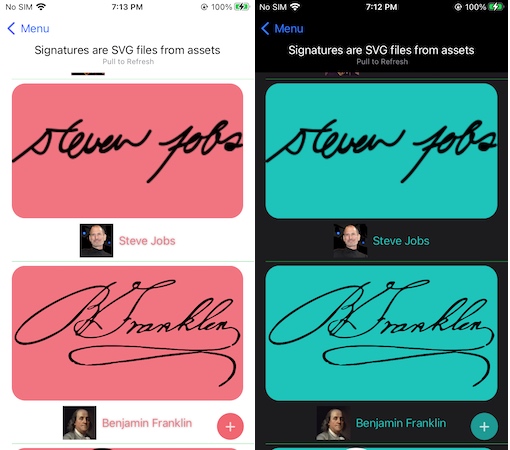 No SIM 7:13 PM 100%
Menu
Signatures are SVG files from assets
Pull to Refresh
steven jobs
Steve Jobs
B Franklin
Benjamin Franklin
+
No SIM 7:12 PM 100%
Menu
Signatures are SVG files from assets
Pull to Refresh
steven jobs
Steve Jobs
B Franklin
Benjamin Franklin
+